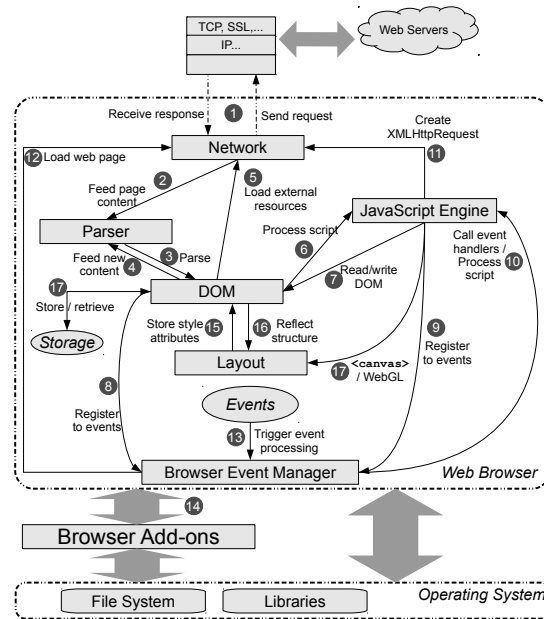 TCP, SSL,...
IP...
Web Servers
Receive response
1
Send request
Create
XMLHttpRequest
12 Load web page
Network
11
2
5
Feed page
content
Load external
resources
JavaScript Engine
Parser
Process script
6
Call event
handlers /
Process
script
10
Feed new
content
4
3 Parse
7
Read/write
DOM
17
DOM
Store / retrieve
Store style
attributes
15
16
Reflect
structure
9
Register
to events
Storage
Layout
17
<canvas>
/ WebGL
8
Register
to events
Events
13
Trigger event
processing
Browser Event Manager
Web Browser
14
Browser Add-ons
Operating System
File System
Libraries